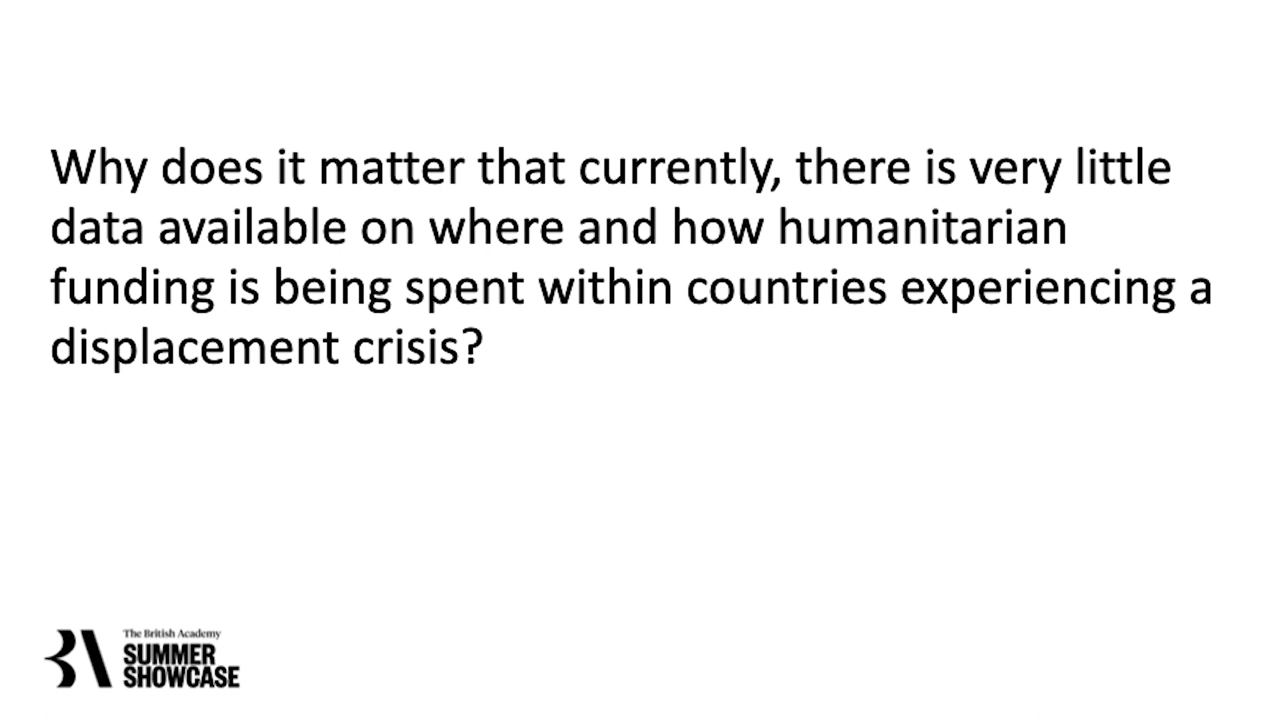 Why does it matter that currently, there is very little
data available on where and how humanitarian
funding is being spent within countries experiencing a
displacement crisis?
The British Academy
SUMMER
SHOWCASE